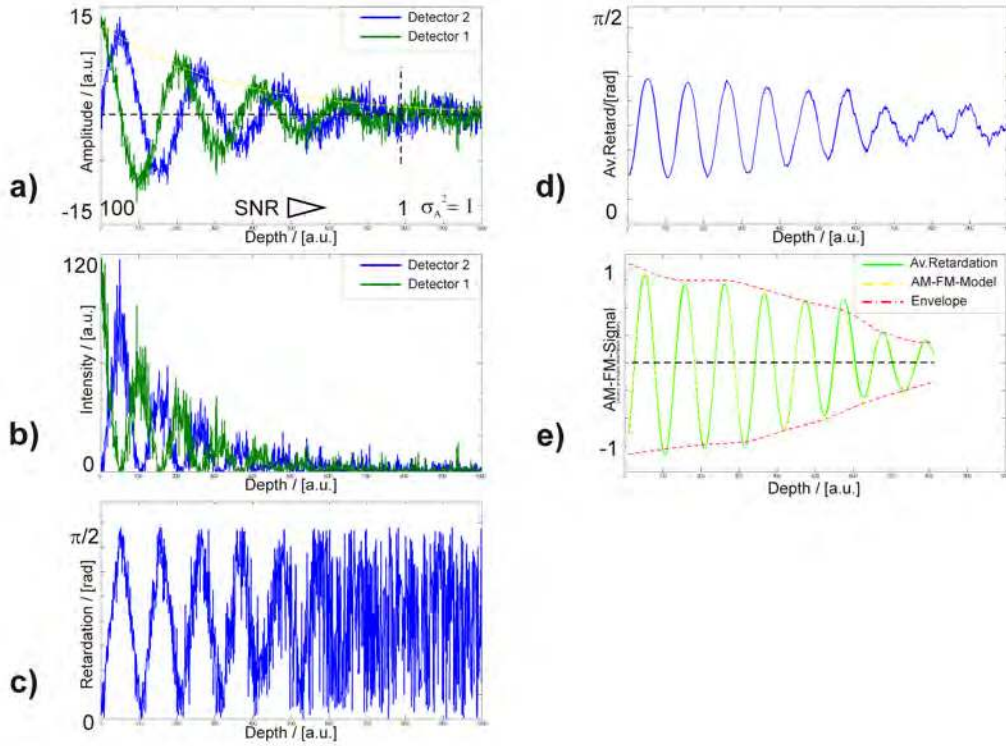 a)
15
Amplitude / [a.u.]
-15
Detector 2
Detector 1
100
SNR
1
σ_A² = 1
Depth / [a.u.]
b)
120
Intensity / [a.u.]
0
Detector 2
Detector 1
Depth / [a.u.]
c)
π/2
Retardation / [rad]
0
d)
π/2
Av.Retard/[rad]
0
Depth / [a.u.]
e)
1
AM-FM-Signal
-1
Av.Retardation
AM-FM-Model
Envelope
Depth / [a.u.]